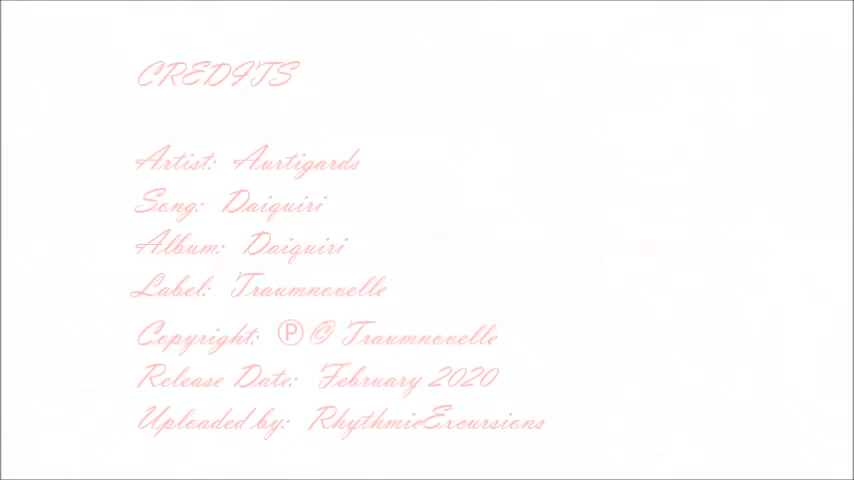 CREDITS
Artist: Aurtigards
Song: Daiquiri
Album: Daiquiri
Label: Traumnovelle
Copyright: ℗ © Traumnovelle
Release Date: February 2020
Uploaded by: RhythmicExcursions